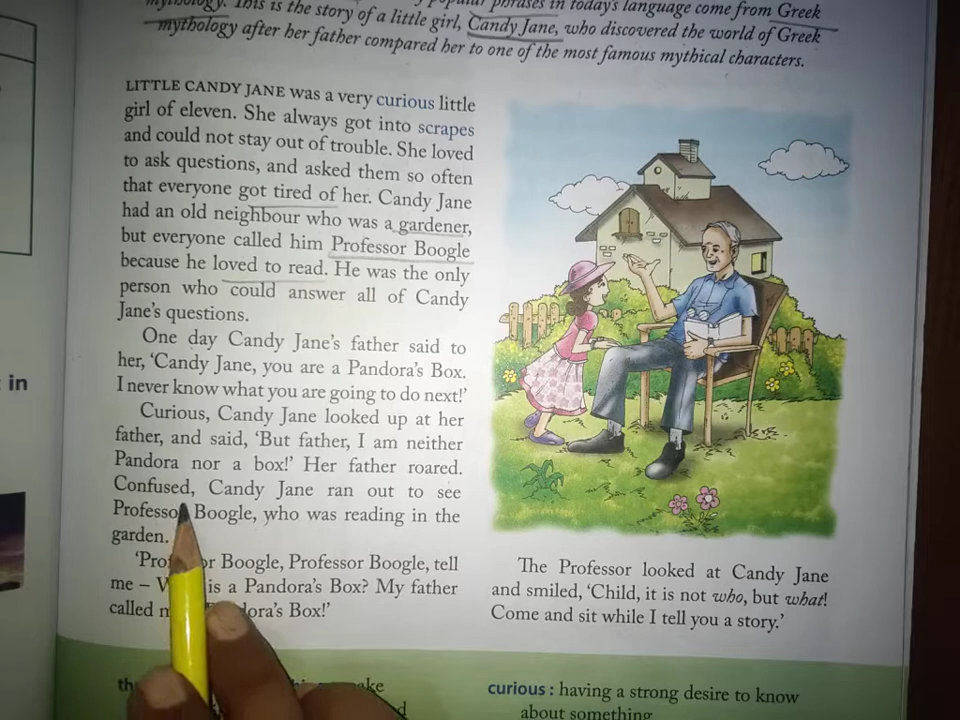 mythology. This is the story of a little girl, Candy Jane, who discovered the world of Greek
phrases in today's language come from Greek
mythology after her father compared her to one of the most famous mythical characters.
LITTLE CANDY JANE was a very curious little
girl of eleven. She always got into scrapes
and could not stay out of trouble. She loved
to ask questions, and asked them so often
that everyone got tired of her. Candy Jane
had an old neighbour who was a gardener,
but everyone called him Professor Boogle
because he loved to read. He was the only
person who could answer all of Candy
Jane's questions.
One day Candy Jane's father said to
her, 'Candy Jane, you are a Pandora's Box.
I never know what you are going to do next!'
Curious, Candy Jane looked up at her
father, and said, 'But father, I am neither
Pandora nor a box!' Her father roared.
Confused, Candy Jane ran out to see
Professor Boogle, who was reading in the
garden.
Boogle, Professor Boogle, tell
me – is a Pandora's Box? My father
called Box!'
The Professor looked at Candy Jane
and smiled, 'Child, it is not who, but what!
Come and sit while I tell you a story.'
in
curious : having a strong desire to know
about something